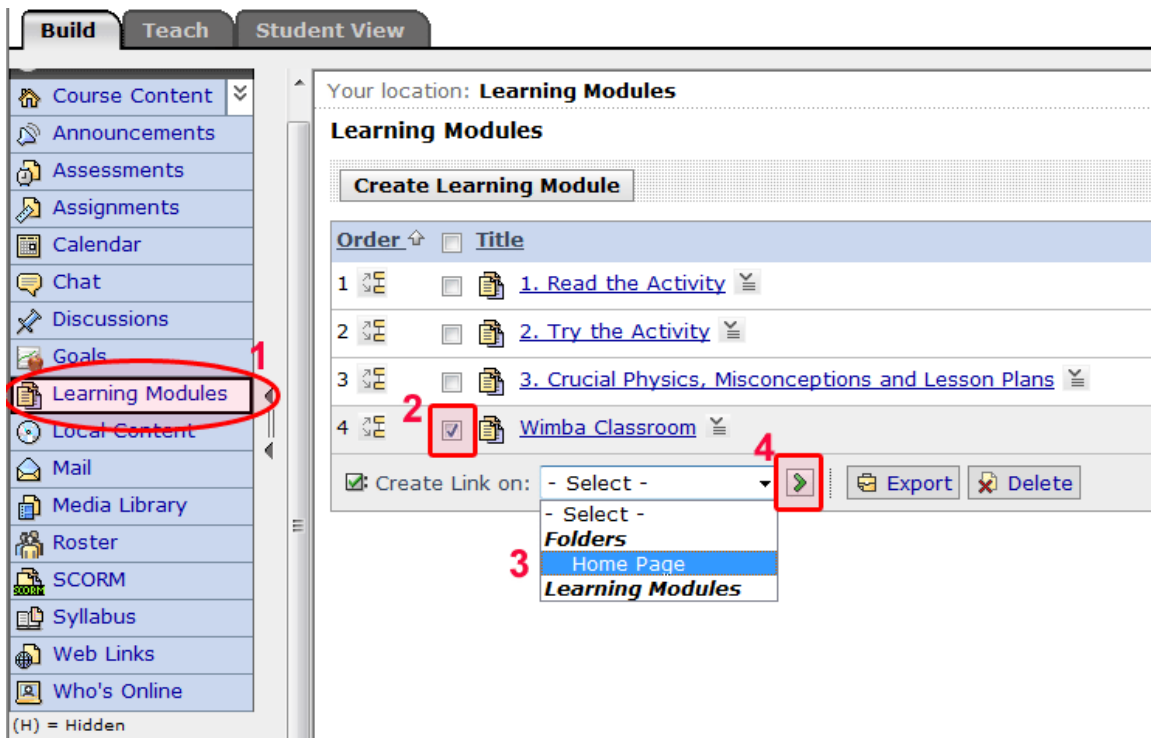 Build Teach Student View
Course Content
Announcements
Assessments
Assignments
Calendar
Chat
Discussions
Goals
1
Learning Modules
Local Content
Mail
Media Library
Roster
SCORM
SCORM
Syllabus
Web Links
Who's Online
(H) = Hidden
Your location: Learning Modules
Learning Modules
Create Learning Module
Order Title
1 1. Read the Activity
2 2. Try the Activity
3 3. Crucial Physics, Misconceptions and Lesson Plans
2
4 Wimba Classroom
4
Create Link on: - Select - Export Delete
- Select -
Folders
3 Home Page
Learning Modules